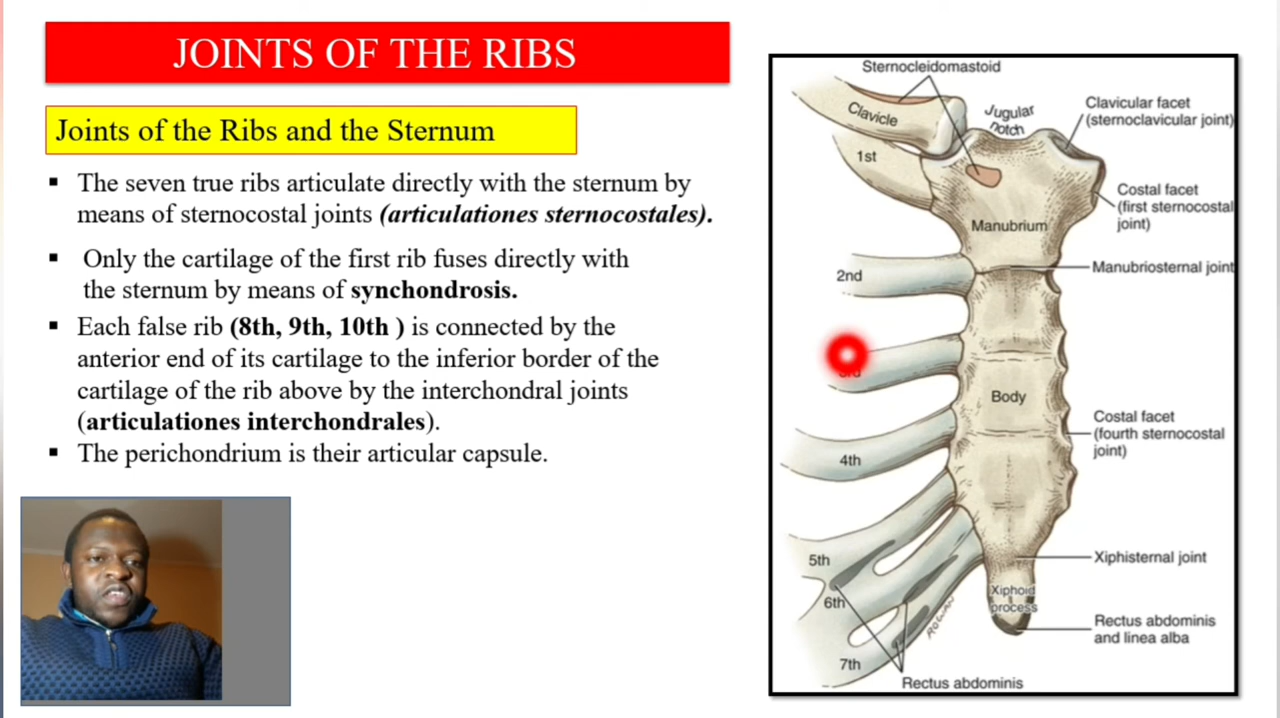 JOINTS OF THE RIBS
Joints of the Ribs and the Sternum
▪ The seven true ribs articulate directly with the sternum by
means of sternocostal joints (articulationes sternocostales).
▪ Only the cartilage of the first rib fuses directly with
the sternum by means of synchondrosis.
▪ Each false rib (8th, 9th, 10th ) is connected by the
anterior end of its cartilage to the inferior border of the
cartilage of the rib above by the interchondral joints
(articulationes interchondrales).
▪ The perichondrium is their articular capsule.
Sternocleidomastoid
Clavicle
Jugular
notch
Clavicular facet
(sternoclavicular joint)
1st
Costal facet
(first sternocostal
joint)
Manubrium
2nd
Manubriosternal joint
Body
Costal facet
(fourth sternocostal
joint)
4th
5th
Xiphisternal joint
6th
Xiphoid
process
Rectus abdominis
and linea alba
7th
Rectus abdominis